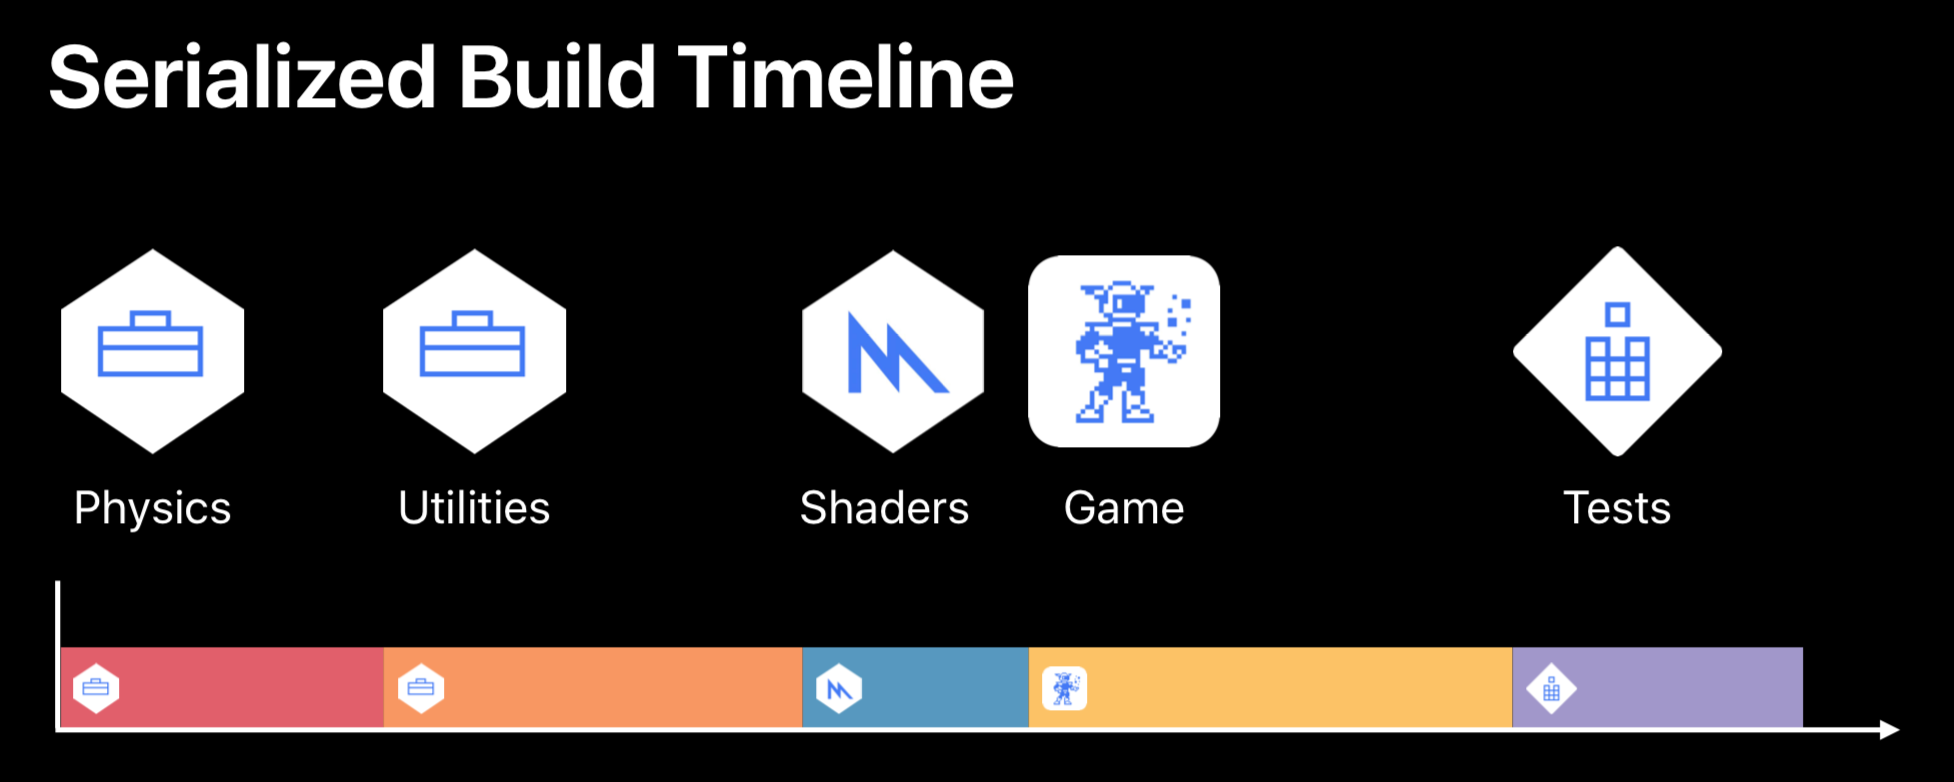 Serialized Build Timeline
Physics
Utilities
Shaders
Game
Tests